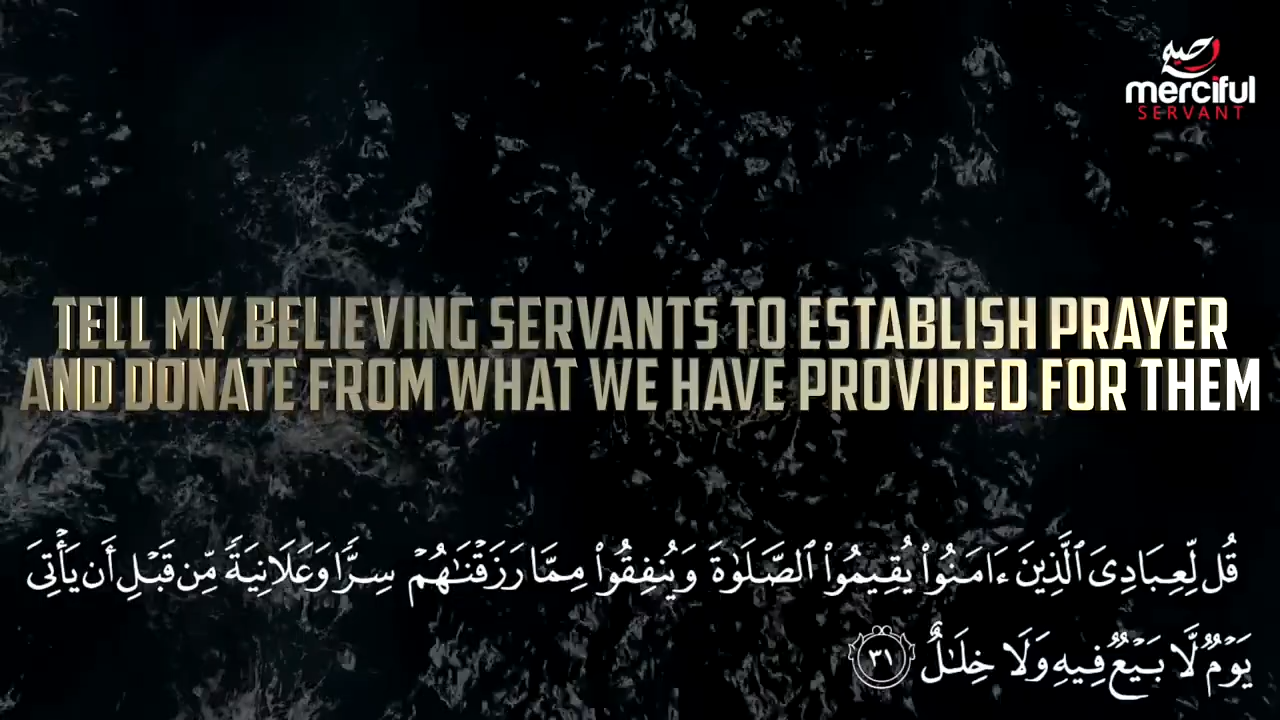 رحيم
merciful
SERVANT
TELL MY BELIEVING SERVANTS TO ESTABLISH PRAYER
AND DONATE FROM WHAT WE HAVE PROVIDED FOR THEM
قُل لِّعِبَادِىَ ٱلَّذِينَ ءَامَنُوا۟ يُقِيمُوا۟ ٱلصَّلَوٰةَ وَيُنفِقُوا۟ مِمَّا رَزَقْنَـٰهُمْ سِرًّا وَعَلَانِيَةً مِّن قَبْلِ أَن يَأْتِىَ
يَوْمٌ لَّا بَيْعٌ فِيهِ وَلَا خِلَـٰلٌ ٣١